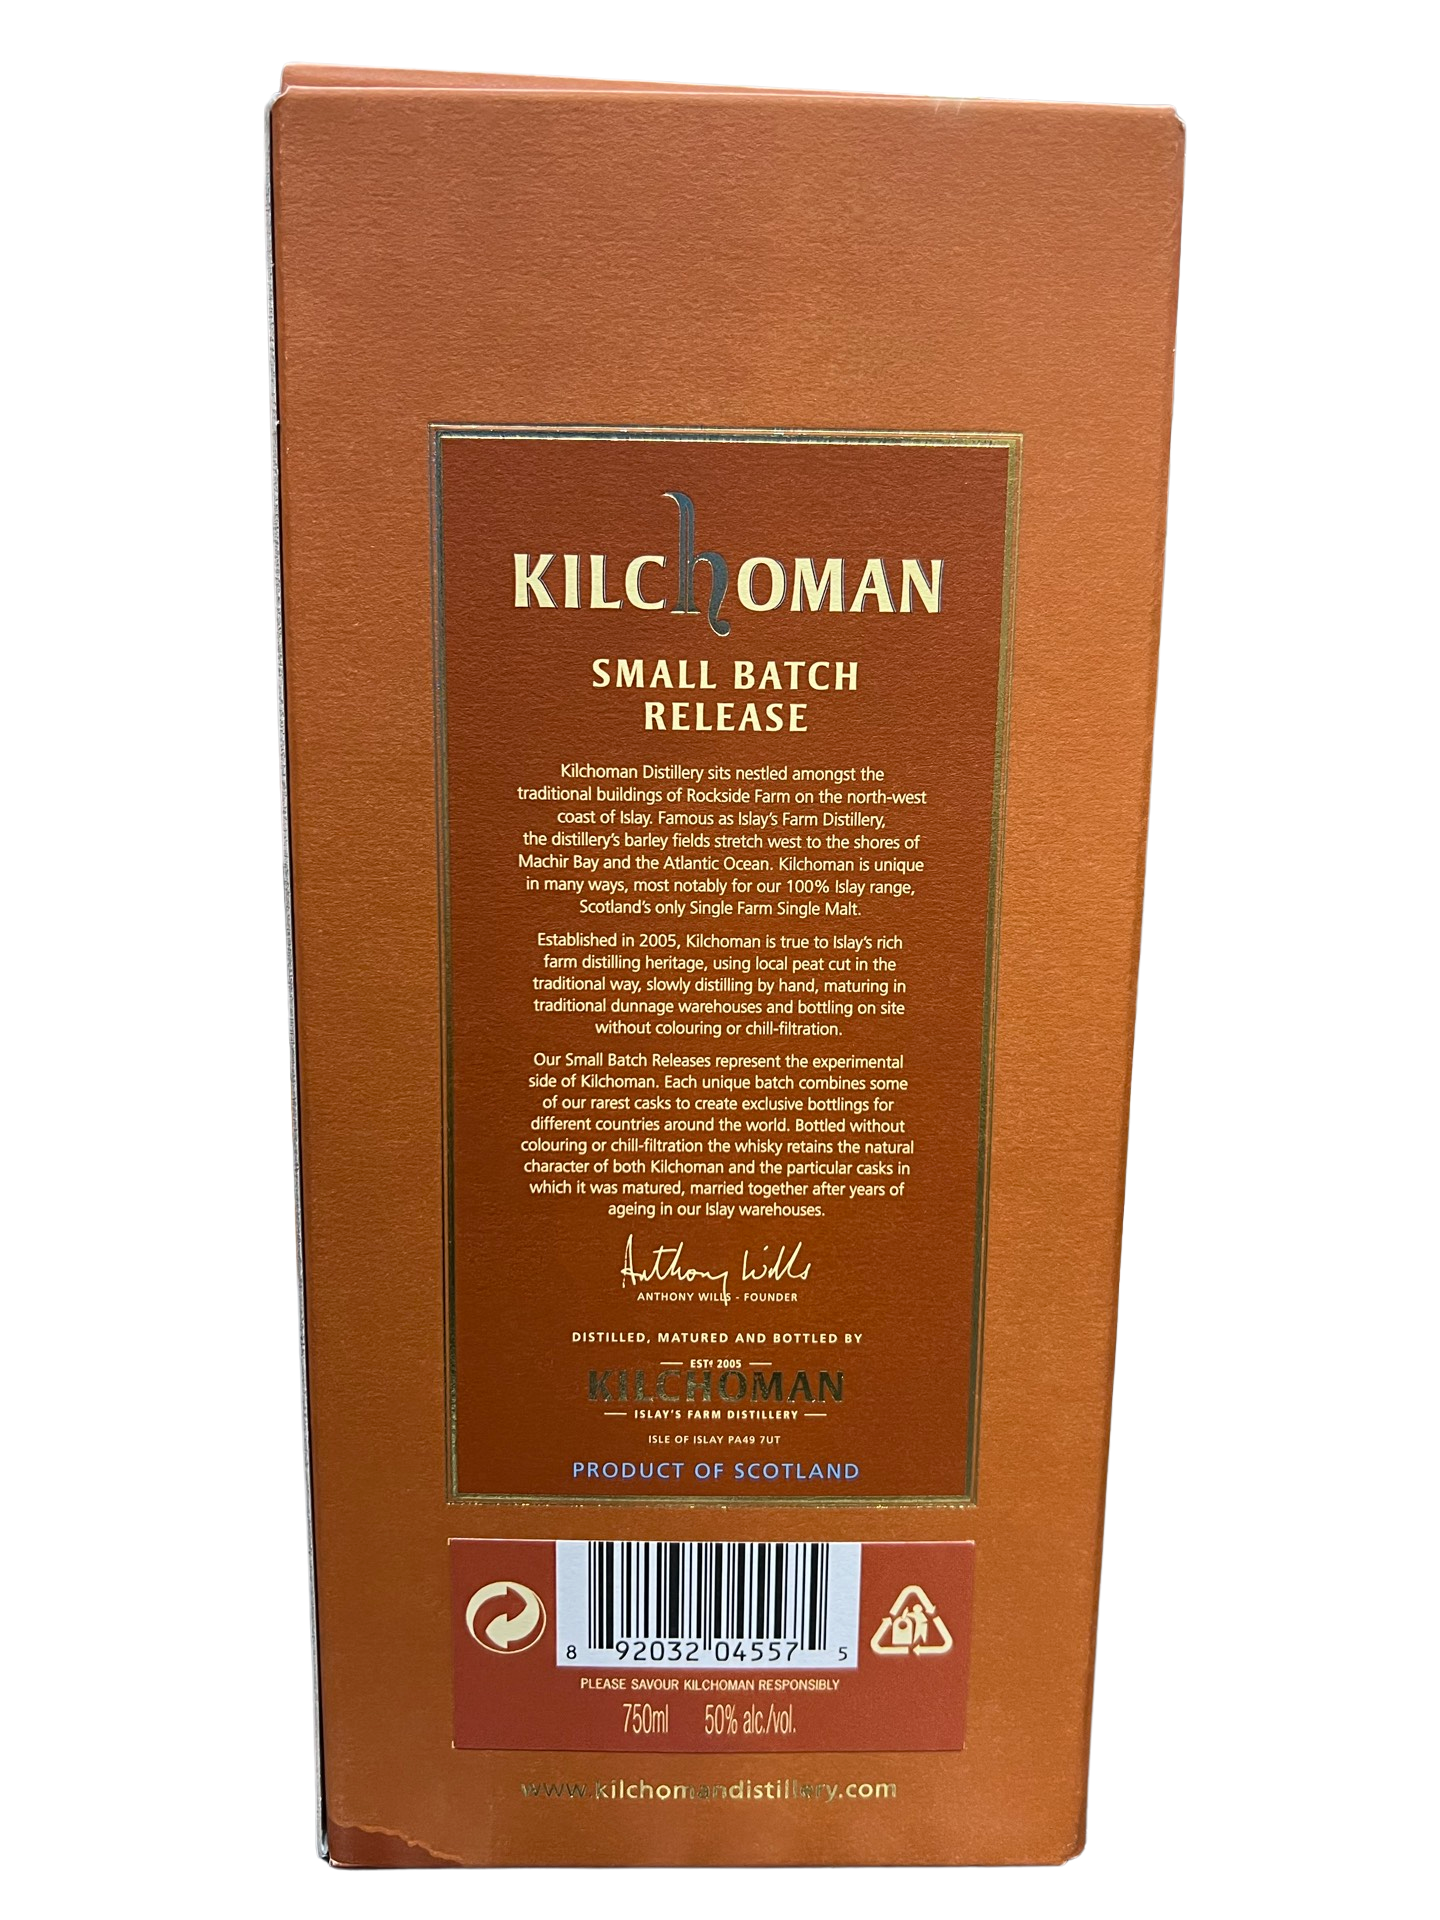 KILCHOMAN
SMALL BATCH
RELEASE
Kilchoman Distillery sits nestled amongst the
traditional buildings of Rockside Farm on the north-west
coast of Islay. Famous as Islay's Farm Distillery,
the distillery's barley fields stretch west to the shores of
Machir Bay and the Atlantic Ocean. Kilchoman is unique
in many ways, most notably for our 100% Islay range,
Scotland's only Single Farm Single Malt.
Established in 2005, Kilchoman is true to Islay's rich
farm distilling heritage, using local peat cut in the
traditional way, slowly distilling by hand, maturing in
traditional dunnage warehouses and bottling on site
without colouring or chill-filtration.
Our Small Batch Releases represent the experimental
side of Kilchoman. Each unique batch combines some
of our rarest casks to create exclusive bottlings for
different countries around the world. Bottled without
colouring or chill-filtration the whisky retains the natural
character of both Kilchoman and the particular casks in
which it was matured, married together after years of
ageing in our Islay warehouses.
Anthony Wills
ANTHONY WILLS - FOUNDER
DISTILLED, MATURED AND BOTTLED BY
ESTd 2005
KILCHOMAN
ISLAY'S FARM DISTILLERY
ISLE OF ISLAY PA49 7UT
PRODUCT OF SCOTLAND
8 92032 04557 5
PLEASE SAVOUR KILCHOMAN RESPONSIBLY
750ml 50% alc./vol.
www.kilchomandistillery.com